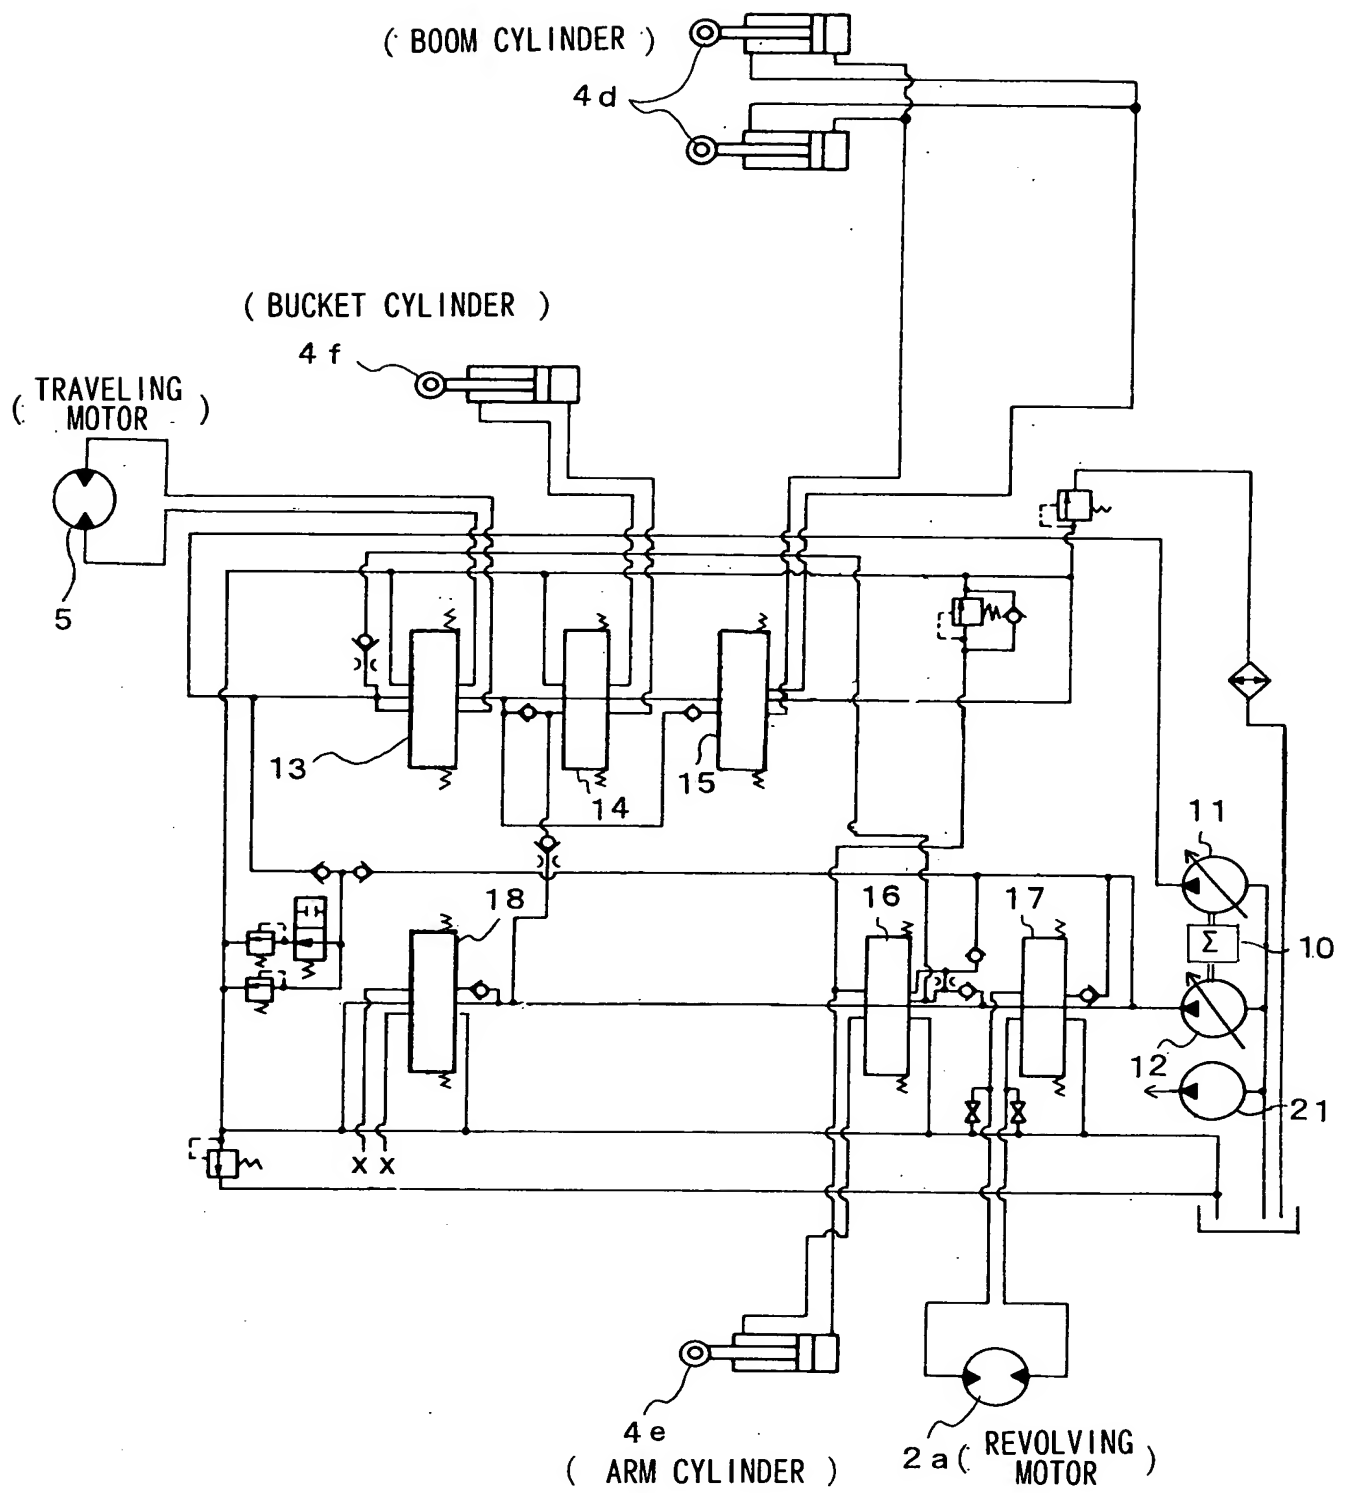 ( BOOM CYLINDER )
4d
( BUCKET CYLINDER )
4f
( TRAVELING
MOTOR )
5
13
14
15
11
18
16
17
Σ
10
12
21
X X
4e
( ARM CYLINDER )
2a ( REVOLVING
MOTOR )